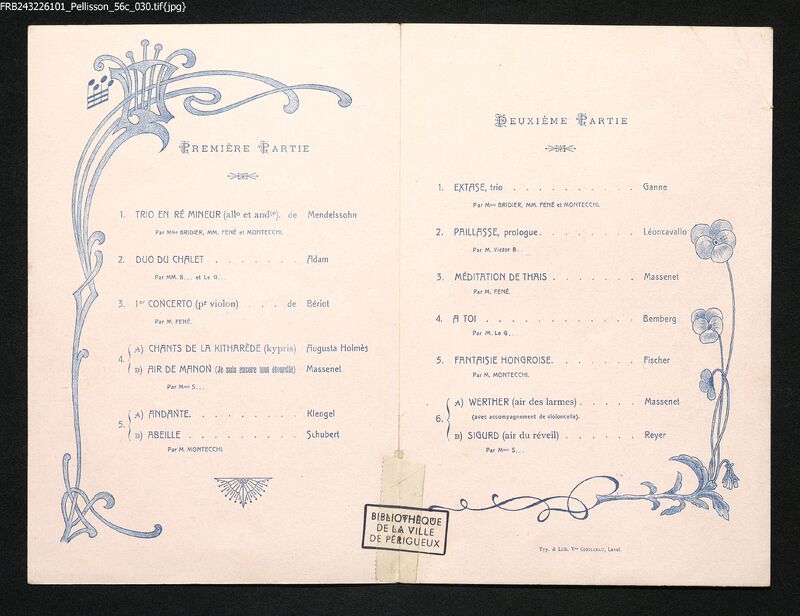 FRB243226101_Pellisson_56c_030.tif{jpg}
PREMIÈRE PARTIE
1. TRIO EN RÉ MINEUR (allo et andte). de Mendelssohn
Par Mme BRIDIER, MM. FENÉ et MONTECCHI.
2. DUO DU CHALET . . . . . . . Adam
Par MM. B... et Le G...
3. 1er CONCERTO (pr violon) . . . . de Bériot
Par M. FENÉ.
4. A) CHANTS DE LA KITHARÈDE (kypris) Augusta Holmès
B) AIR DE MANON (Je suis encore tout étourdie) Massenet
Par Mme S...
5. A) ANDANTE. . . . . . . . . Klengel
B) ABEILLE . . . . . . . . . Schubert
Par M. MONTECCHI.
DEUXIÈME PARTIE
1. EXTASE, trio . . . . . . . . . . Ganne
Par Mme BRIDIER, MM. FENÉ et MONTECCHI.
2. PAILLASSE, prologue. . . . . . . . Léoncavallo
Par M. Victor B...
3. MÉDITATION DE THAIS . . . . . . . Massenet
Par M. FENÉ.
4. A TOI . . . . . . . . . . . . Bemberg
Par M. Le G...
5. FANTAISIE HONGROISE. . . . . . . Fischer
Par M. MONTECCHI.
6. A) WERTHER (air des larmes) . . . . . Massenet
(avec accompagnement de violoncelle).
B) SIGURD (air du réveil) . . . . . . Reyer
Par Mme S...
BIBLIOTHÈQUE
DE LA VILLE
DE PÉRIGUEUX
Typ. & Lith. Vve Laval.